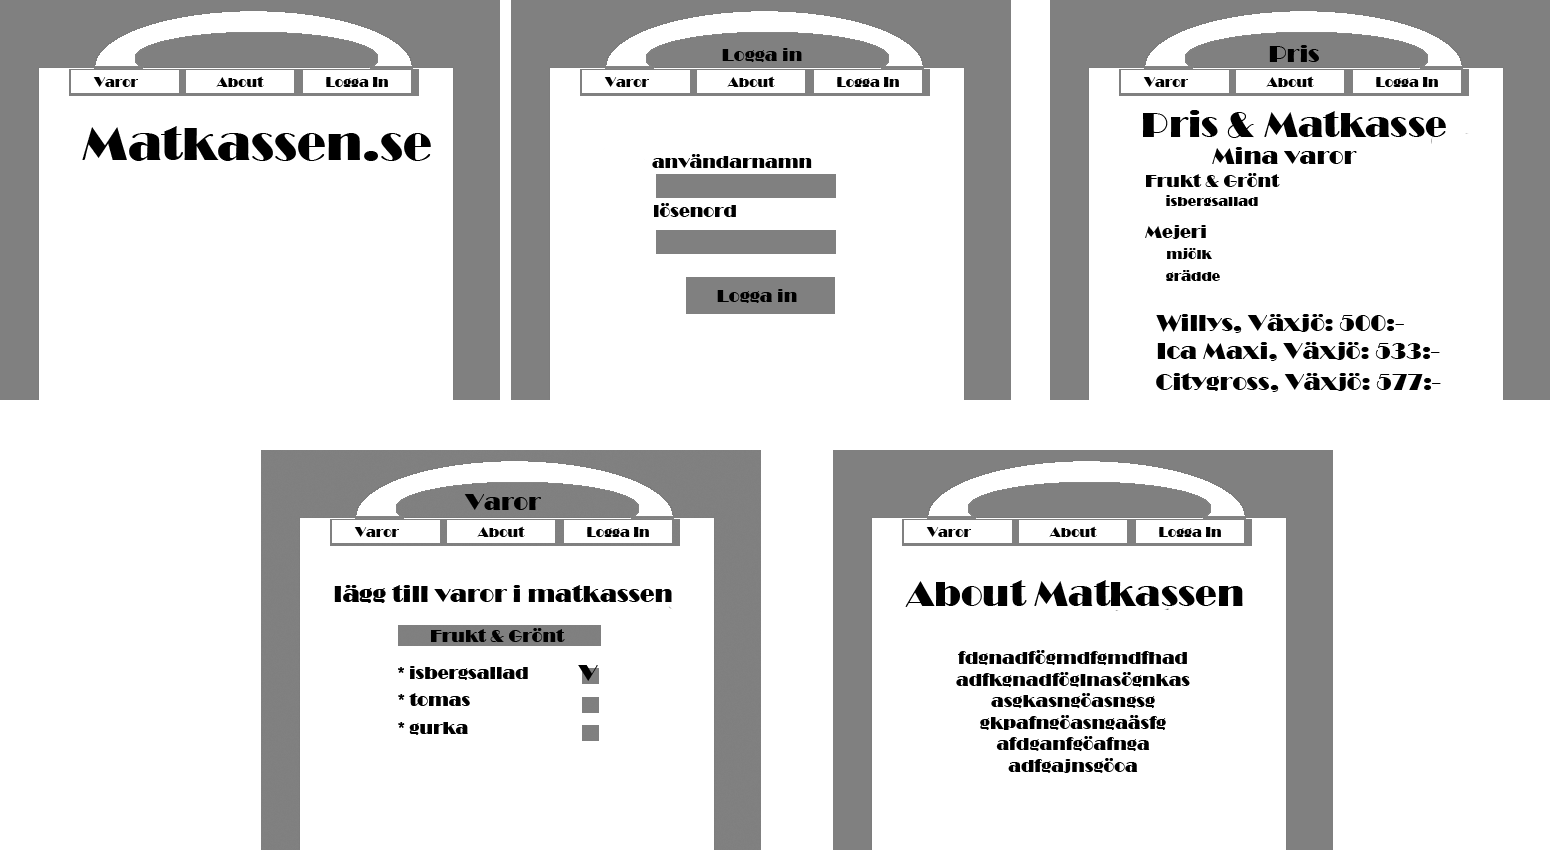 Varor About Logga In
Matkassen.se
Logga in
Varor About Logga In
användarnamn
lösenord
Logga in
Pris
Varor About Logga In
Pris & Matkasse
Mina varor
Frukt & Grönt
isbergsallad
Mejeri
mjölk
grädde
Willys, Växjö: 500:-
Ica Maxi, Växjö: 533:-
Citygross, Växjö: 577:-
Varor
Varor About Logga In
lägg till varor i matkassen
Frukt & Grönt
* isbergsallad V
* tomas
* gurka
Varor About Logga In
About Matkassen
fdgnadfögmdfgmdfhad
adfkgnadföglnasögnkas
asgkasngöasngsg
gkpafngöasngaäsfg
afdganfgöafnga
adfgajnsgöoa